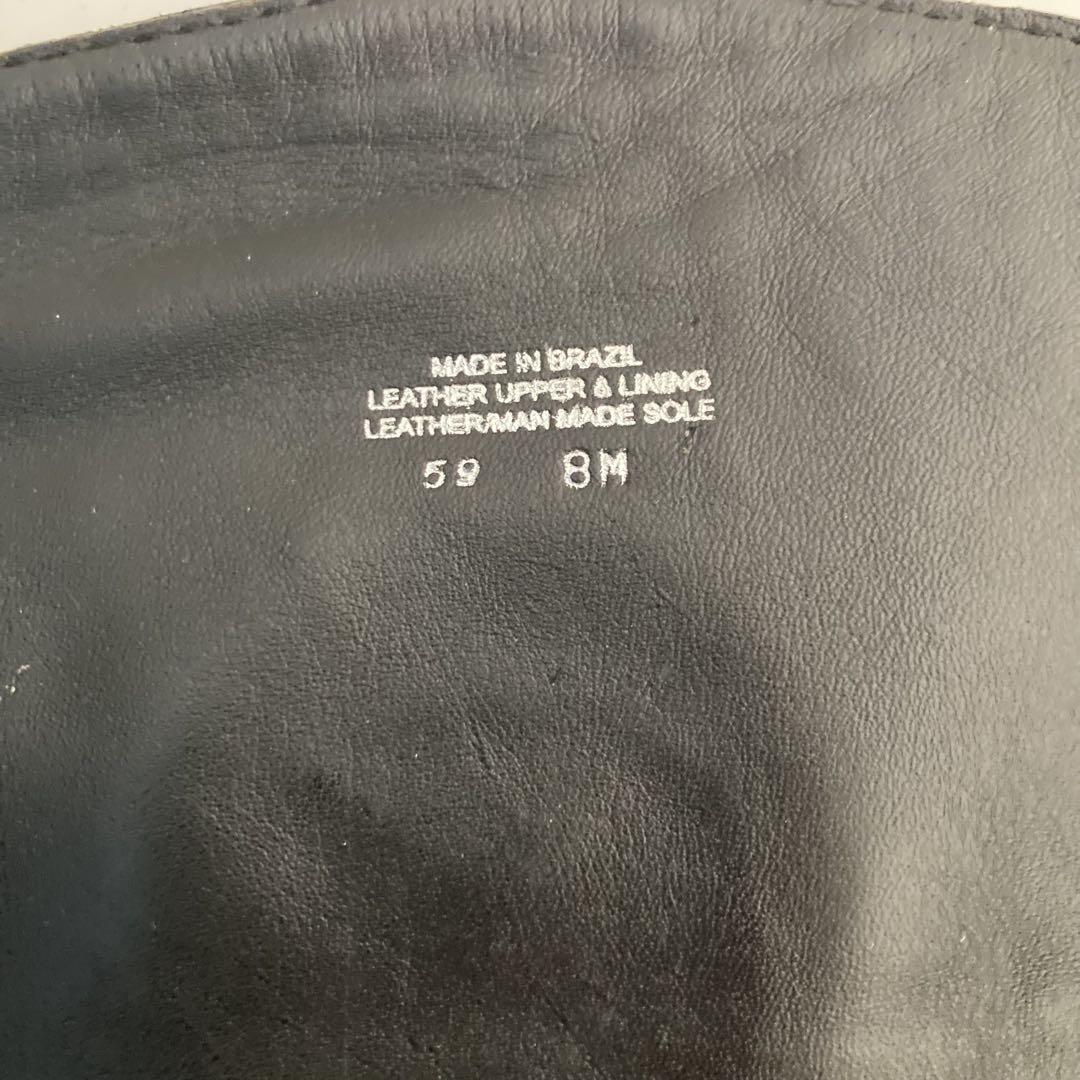 MADE IN BRAZIL
LEATHER UPPER & LINING
LEATHER/MAN MADE SOLE
59 8M